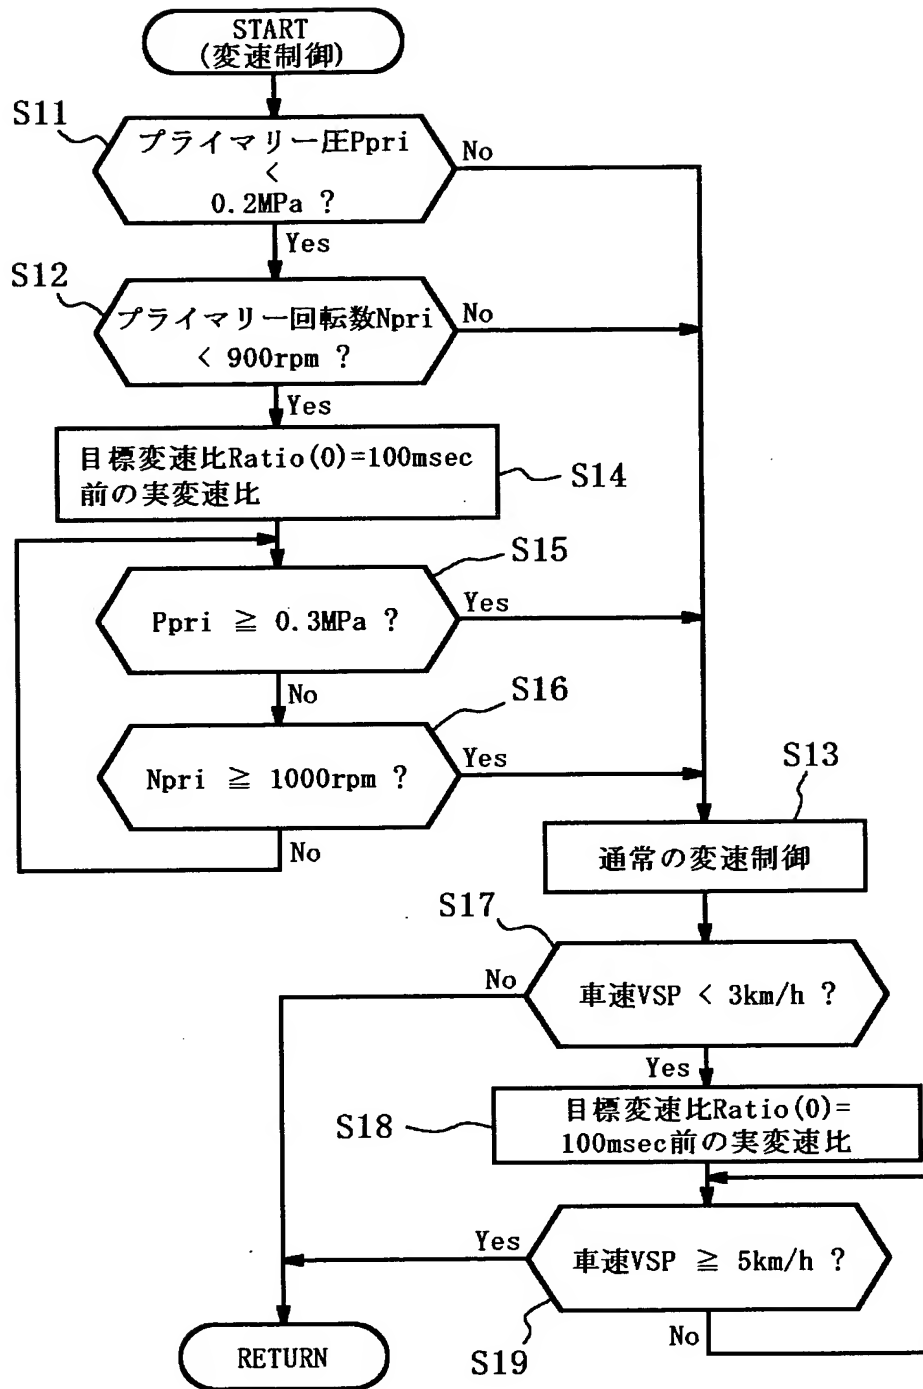 START
(変速制御)
S11
プライマリー圧Ppri
<
0.2MPa ?
No
Yes
S12
プライマリー回転数Npri
< 900rpm ?
No
Yes
目標変速比Ratio(0)=100msec
前の実変速比
S14
S15
Ppri ≧ 0.3MPa ?
Yes
No
S16
Npri ≧ 1000rpm ?
Yes
No
S13
通常の変速制御
S17
車速VSP < 3km/h ?
No
Yes
S18
目標変速比Ratio(0)=
100msec前の実変速比
車速VSP ≧ 5km/h ?
Yes
No
S19
RETURN